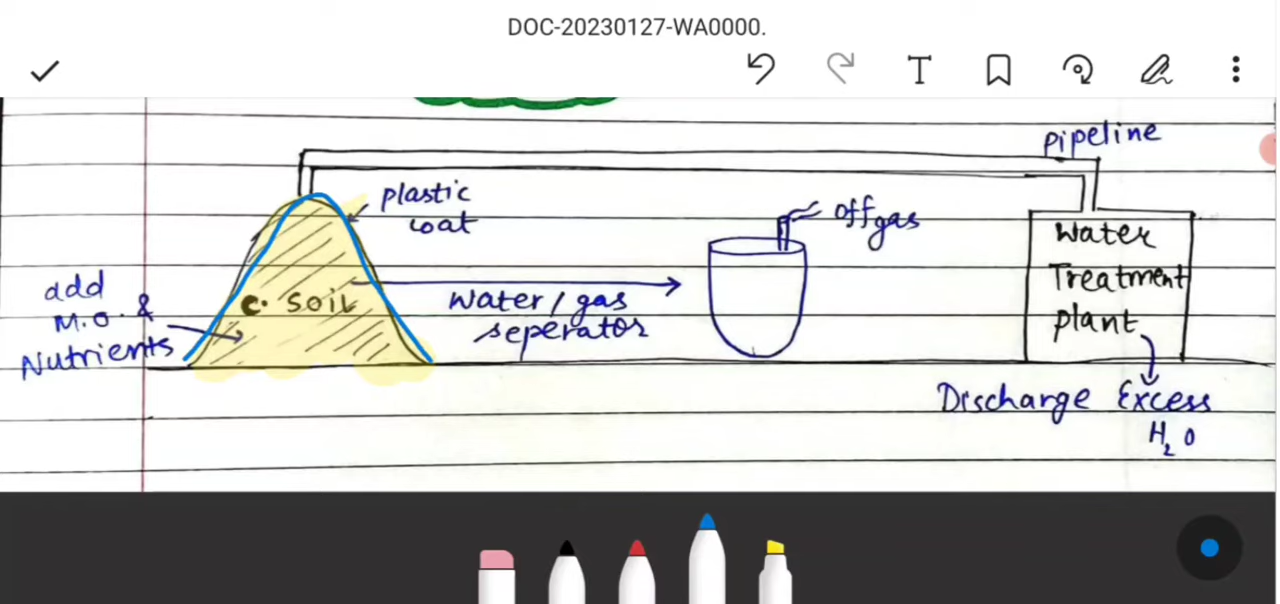 DOC-20230127-WA0000.
T
pipeline
plastic
coat
off gas
Water
Treatment
plant
add
M.O. &
Nutrients
C. Soil
Water/gas
seperator
Discharge Excess
H2O